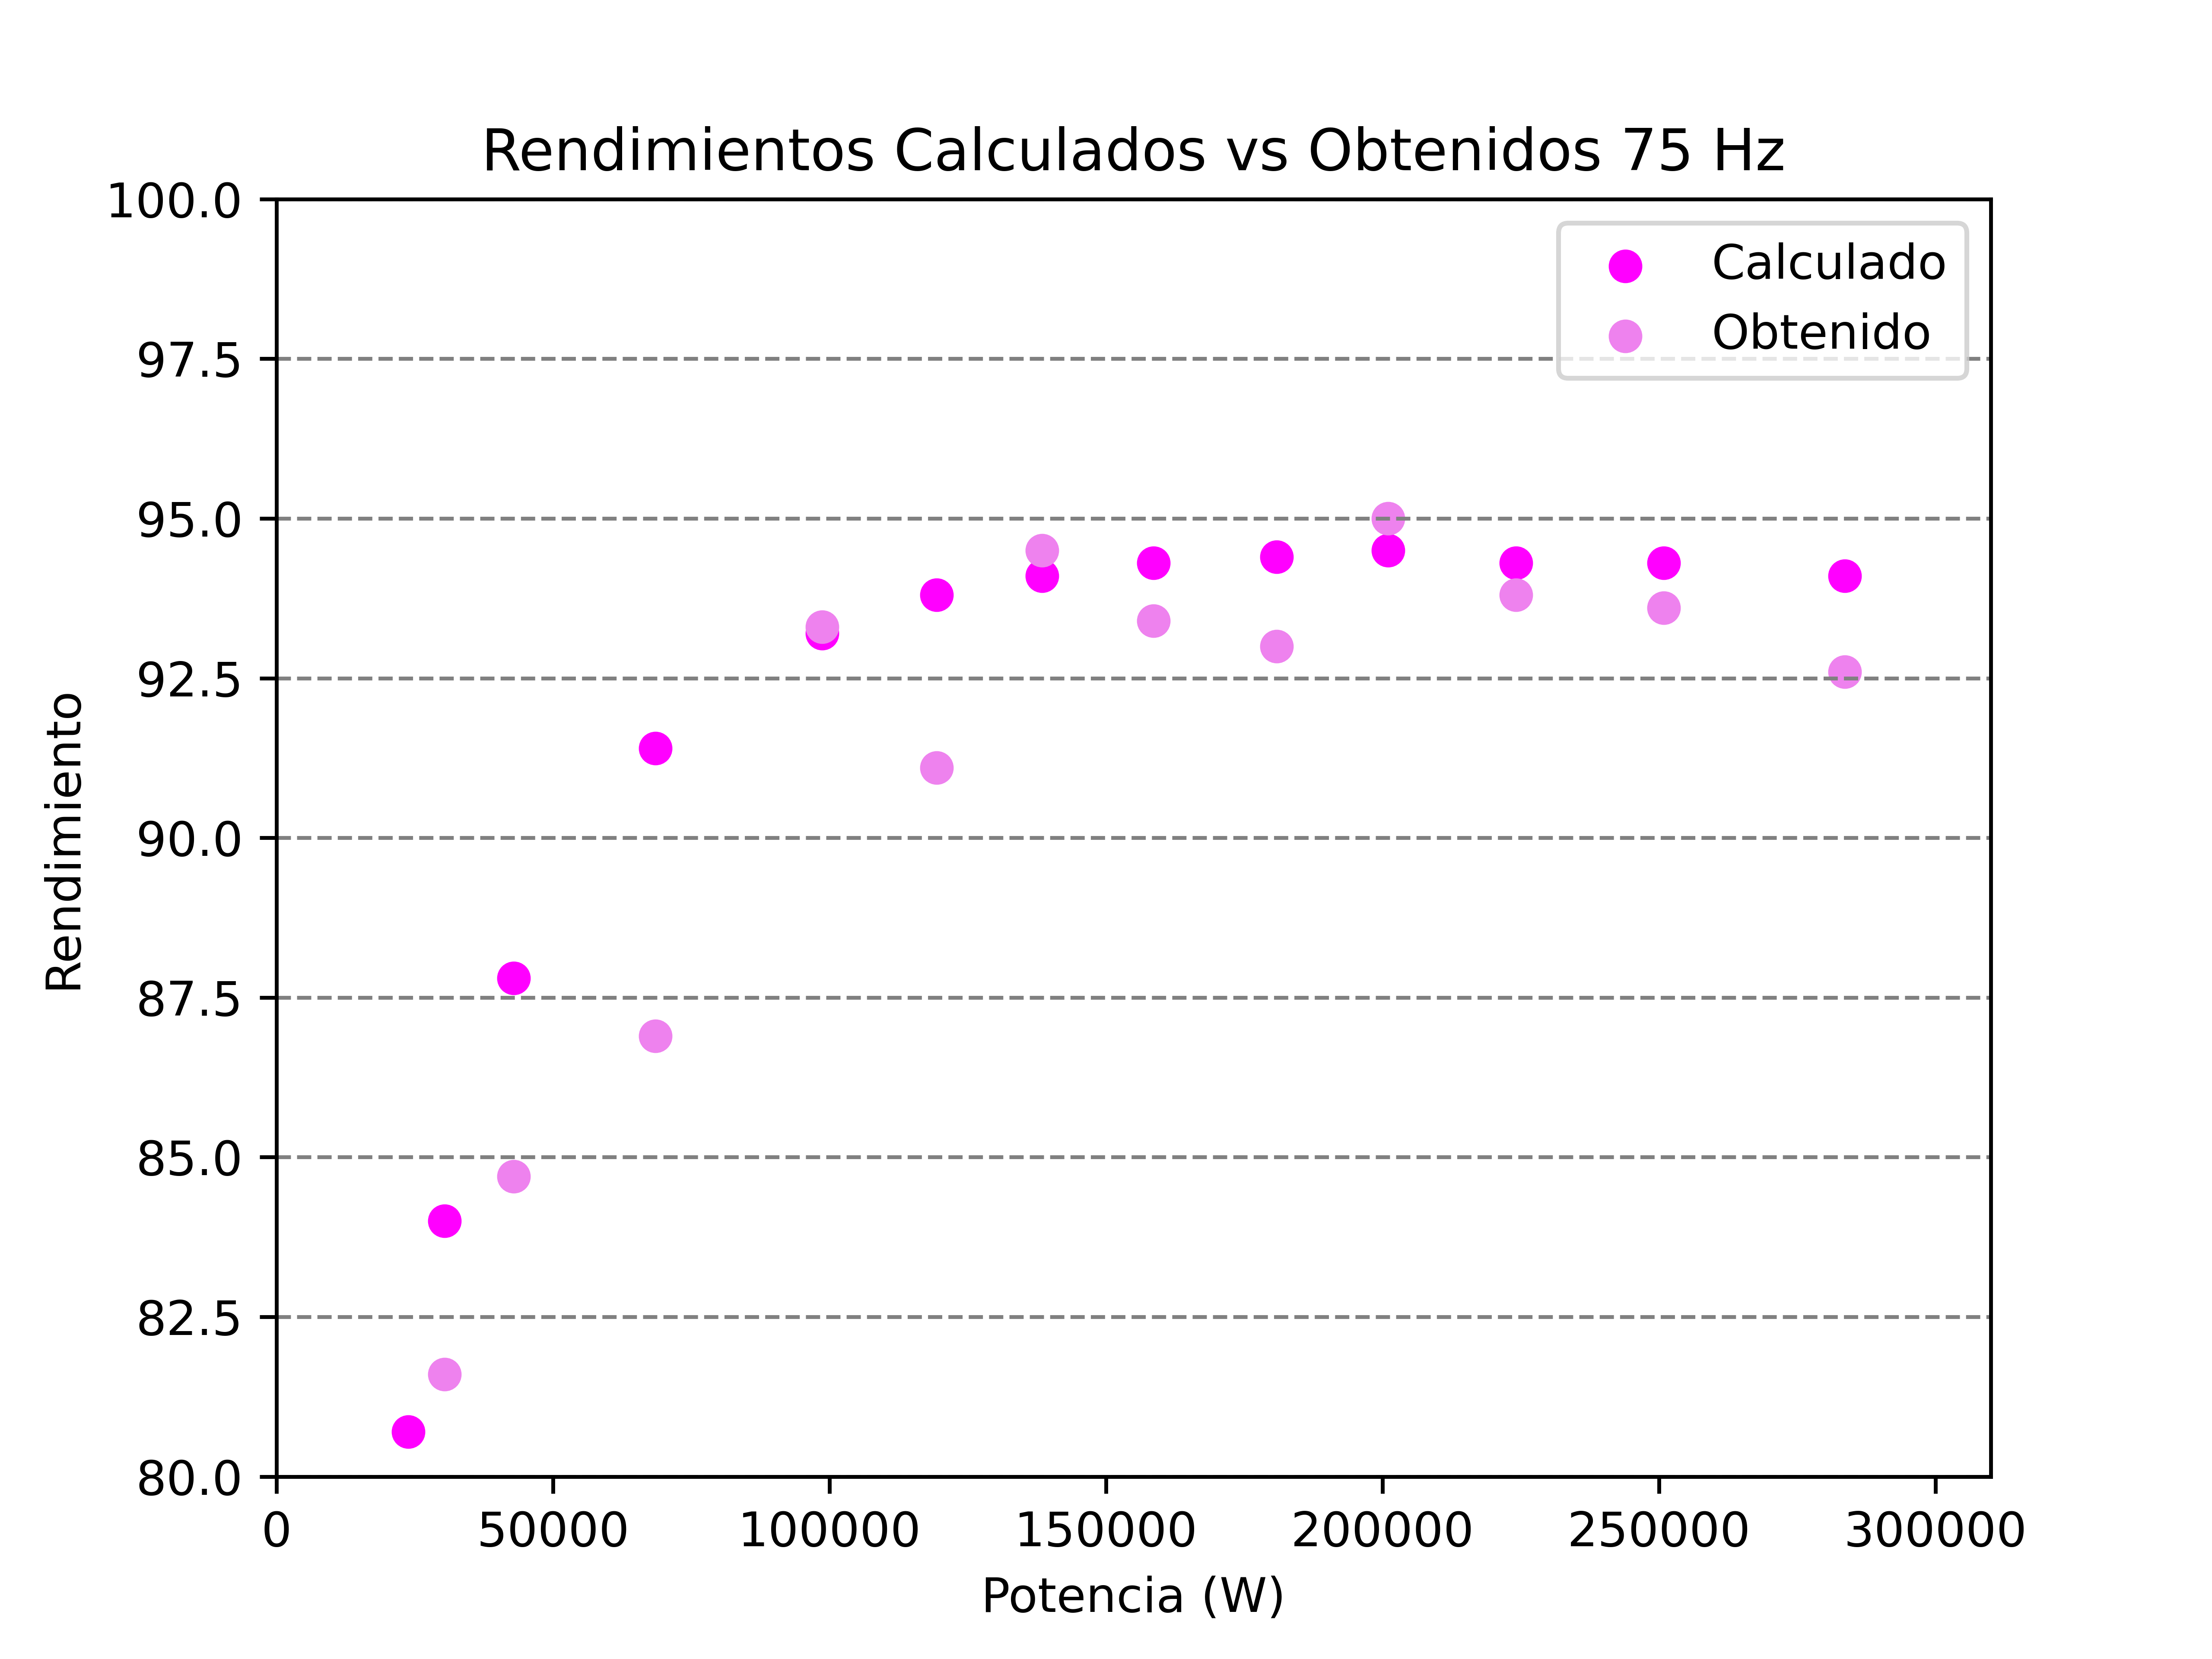 Rendimientos Calculados vs Obtenidos 75 Hz
100.0
97.5
95.0
92.5
90.0
87.5
85.0
82.5
80.0
Rendimiento
Calculado
Obtenido
0 50000 100000 150000 200000 250000 300000
Potencia (W)